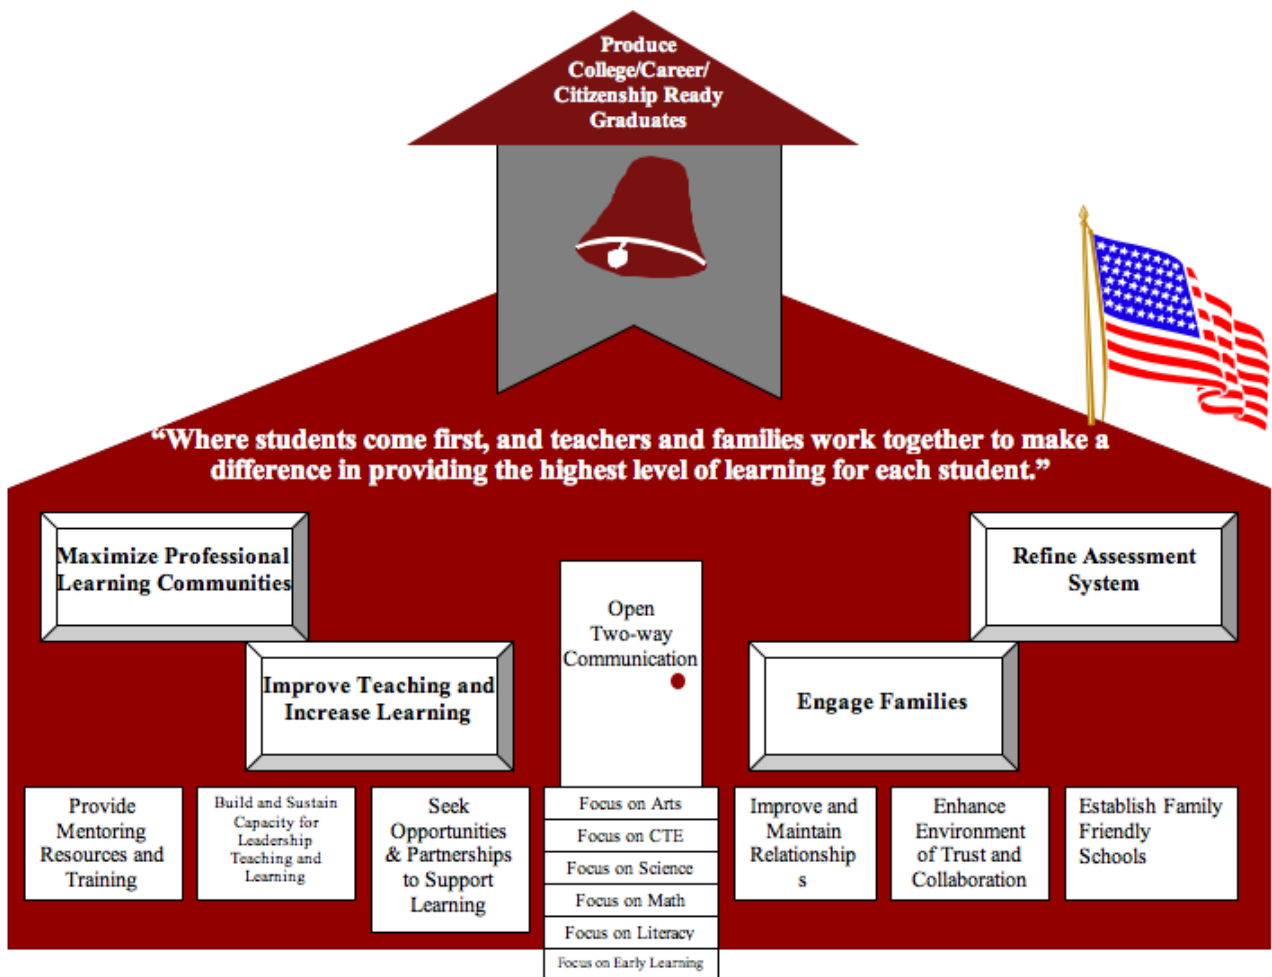 Produce
College/Career/
Citizenship Ready
Graduates
“Where students come first, and teachers and families work together to make a
difference in providing the highest level of learning for each student.”
Maximize Professional
Learning Communities
Refine Assessment
System
Open
Two-way
Communication
Improve Teaching and
Increase Learning
Engage Families
Provide
Mentoring
Resources and
Training
Build and Sustain
Capacity for
Leadership
Teaching and
Learning
Seek
Opportunities
& Partnerships
to Support
Learning
Focus on Arts
Focus on CTE
Focus on Science
Focus on Math
Focus on Literacy
Focus on Early Learning
Improve and
Maintain
Relationship
s
Enhance
Environment
of Trust and
Collaboration
Establish Family
Friendly
Schools